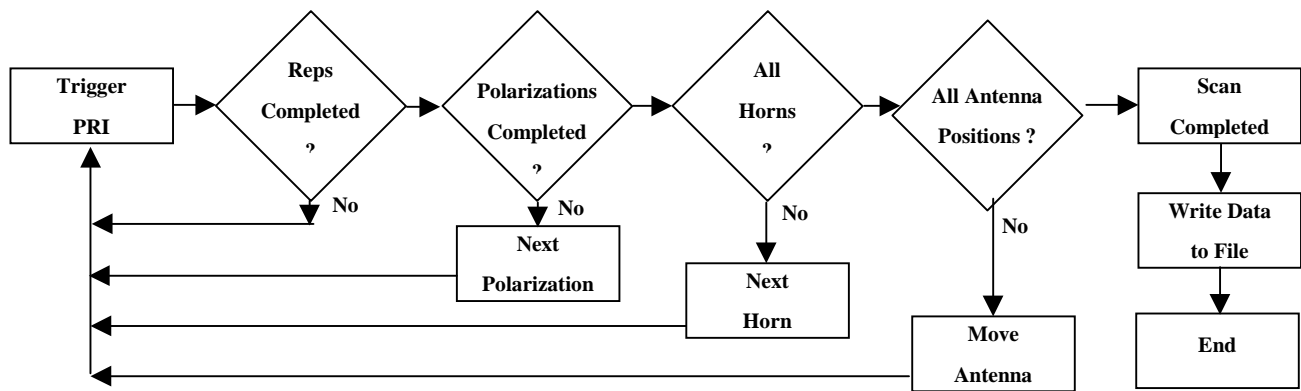 Trigger
PRI
Reps
Completed
?
No
Polarizations
Completed
?
No
Next
Polarization
All
Horns
?
No
Next
Horn
All Antenna
Positions ?
No
Move
Antenna
Scan
Completed
Write Data
to File
End